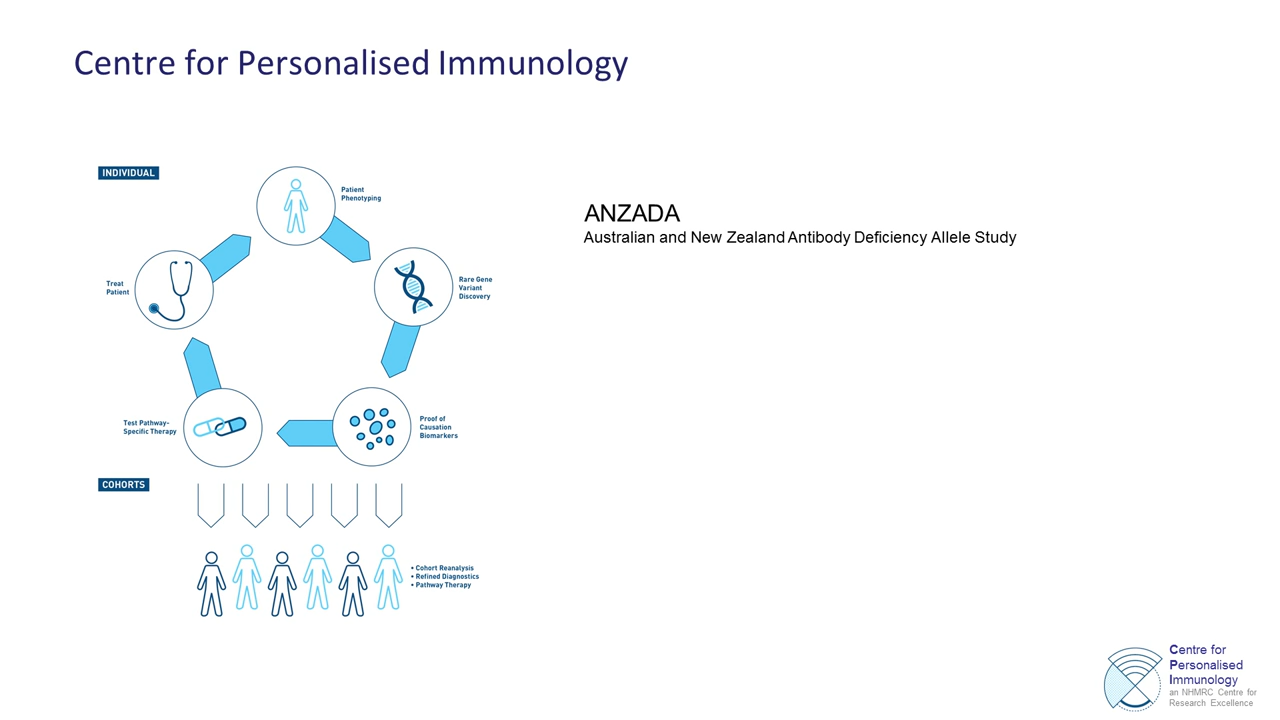 Centre for Personalised Immunology
INDIVIDUAL
Patient
Phenotyping
Rare Gene
Variant
Discovery
Proof of
Causation
Biomarkers
Test Pathway-
Specific Therapy
Treat
Patient
COHORTS
• Cohort Reanalysis
• Refined Diagnostics
• Pathway Therapy
ANZADA
Australian and New Zealand Antibody Deficiency Allele Study
Centre for
Personalised
Immunology
an NHMRC Centre for
Research Excellence